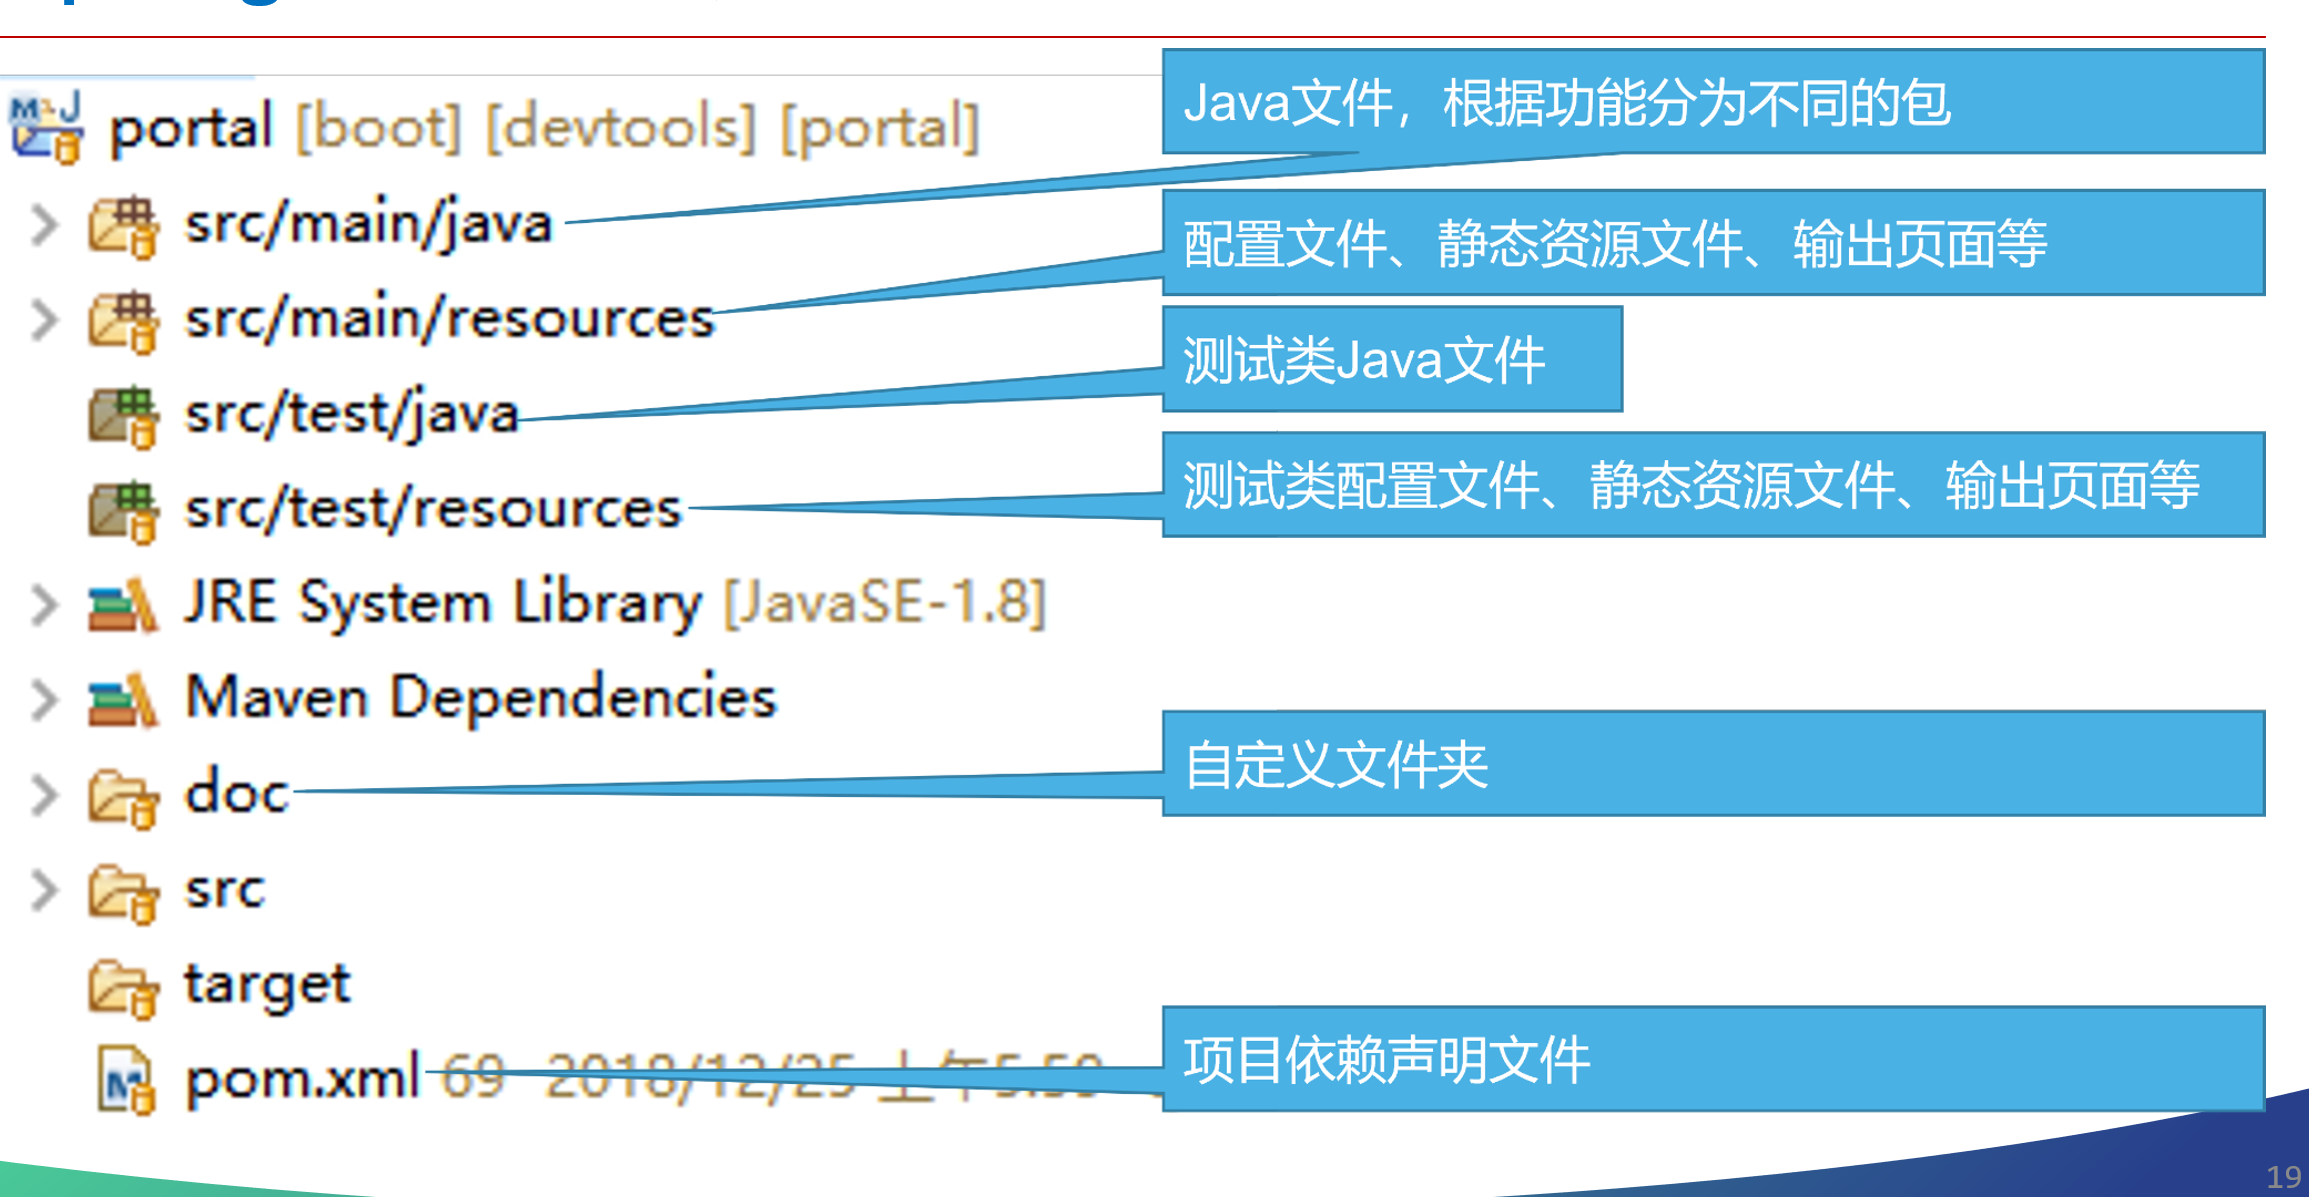 portal [boot] [devtools] [portal]
Java文件，根据功能分为不同的包
src/main/java
配置文件、静态资源文件、输出页面等
src/main/resources
测试类Java文件
src/test/java
测试类配置文件、静态资源文件、输出页面等
src/test/resources
JRE System Library [JavaSE-1.8]
Maven Dependencies
自定义文件夹
doc
src
target
项目依赖声明文件
pom.xml 69 2018/12/25 上午5:59
19